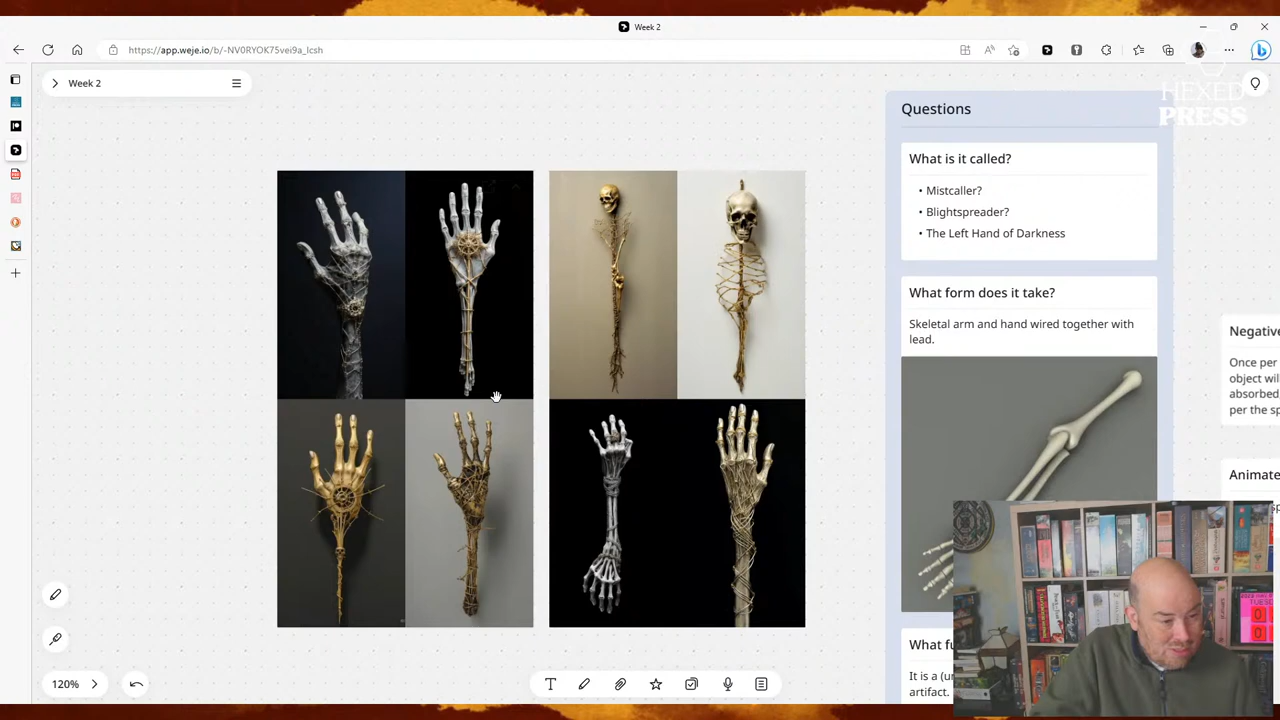 Week 2
https://app.weje.io/b/-NV0RYOK75vei9a_lcsh
Week 2
HEXED
PRESS
Questions
What is it called?
• Mistcaller?
• Blightspreader?
• The Left Hand of Darkness
What form does it take?
Skeletal arm and hand wired together with
lead.
Negative
Once per
object wil
absorbed,
per the sp
Animate
What fu
It is a (u
artifact.
TUESD
120%